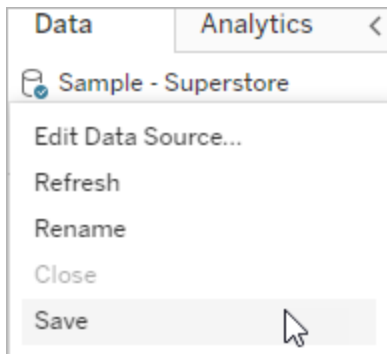 Data Analytics
Sample - Superstore
Edit Data Source...
Refresh
Rename
Close
Save